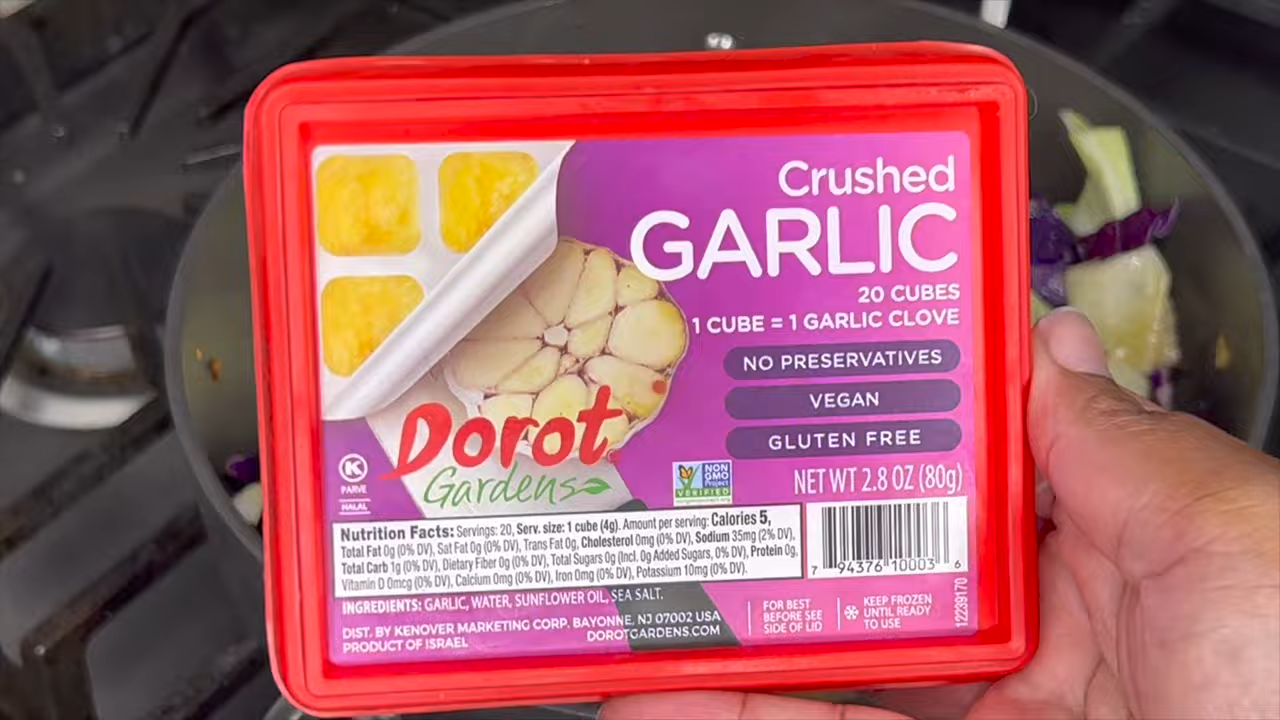 Crushed
GARLIC
20 CUBES
1 CUBE = 1 GARLIC CLOVE
NO PRESERVATIVES
VEGAN
GLUTEN FREE
Dorot
Gardens
K
PARVE
HALAL
NON
GMO
Project
VERIFIED
NET WT 2.8 OZ (80g)
Nutrition Facts: Servings: 20, Serv. size: 1 cube (4g), Amount per serving: Calories 5,
Total Fat 0g (0% DV), Sat Fat 0g (0% DV), Trans Fat 0g, Cholesterol 0mg (0% DV), Sodium 35mg (2% DV),
Total Carb 1g (0% DV), Dietary Fiber 0g (0% DV), Total Sugars 0g (Incl. 0g Added Sugars, 0% DV), Protein 0g,
Vitamin D 0mcg (0% DV), Calcium 0mg (0% DV), Iron 0mg (0% DV), Potassium 10mg (0% DV).
7 94376 10003 6
INGREDIENTS: GARLIC, WATER, SUNFLOWER OIL, SEA SALT.
DIST. BY KENOVER MARKETING CORP. BAYONNE, NJ 07002 USA
PRODUCT OF ISRAEL
DOROTGARDENS.COM
FOR BEST
BEFORE SEE
SIDE OF LID
KEEP FROZEN
UNTIL READY
TO USE
12239170